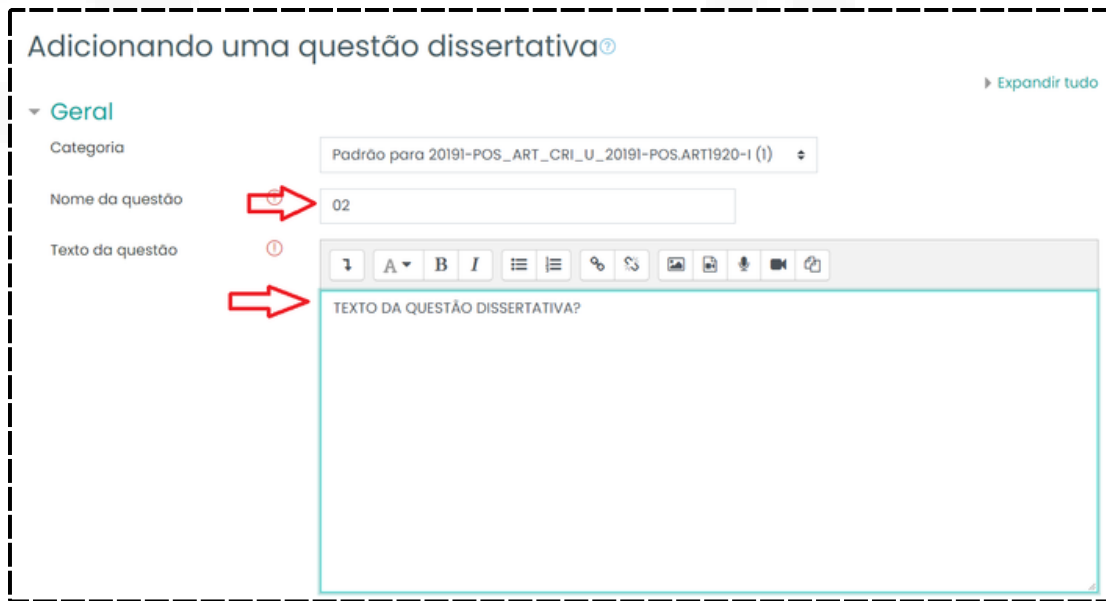 Adicionando uma questão dissertativa
Expandir tudo
Geral
Categoria
Padrão para 20191-POS_ART_CRI_U_20191-POS.ART1920-I (1)
Nome da questão
02
Texto da questão
A B I
TEXTO DA QUESTÃO DISSERTATIVA?